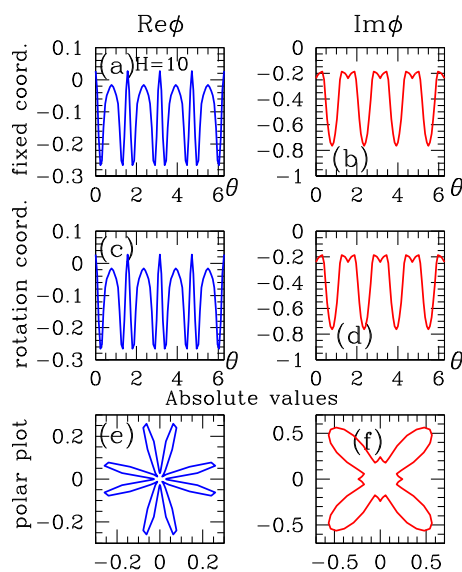 Reϕ Imϕ
fixed coord.
0.1 0 −0.1 −0.2 −0.3
(a) H=10
0 2 4 6 θ
0 −0.2 −0.4 −0.6 −0.8 −1
(b)
0 2 4 6 θ
rotation coord.
0.1 0 −0.1 −0.2 −0.3
(c)
0 2 4 6 θ
0 −0.2 −0.4 −0.6 −0.8 −1
(d)
0 2 4 6
Absolute values
polar plot
0.2 0 −0.2
(e)
−0.2 0 0.2
0.5 0 −0.5
(f)
−0.5 0 0.5